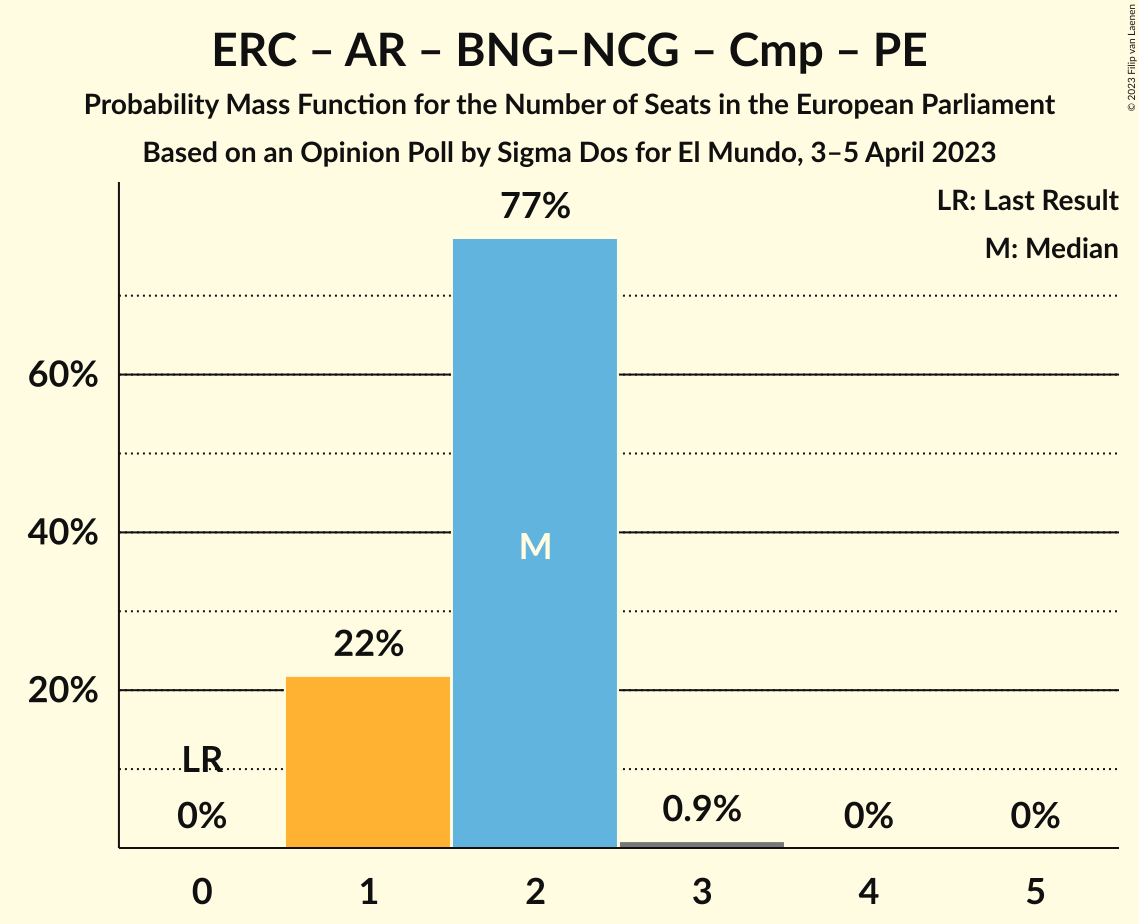 ERC – AR – BNG–NCG – Cmp – PE
Probability Mass Function for the Number of Seats in the European Parliament
Based on an Opinion Poll by Sigma Dos for El Mundo, 3–5 April 2023
© 2023 Filip van Laenen
LR: Last Result
M: Median
77%
60%
40%
M
22%
20%
LR
0%
0.9%
0%
0%
0 1 2 3 4 5